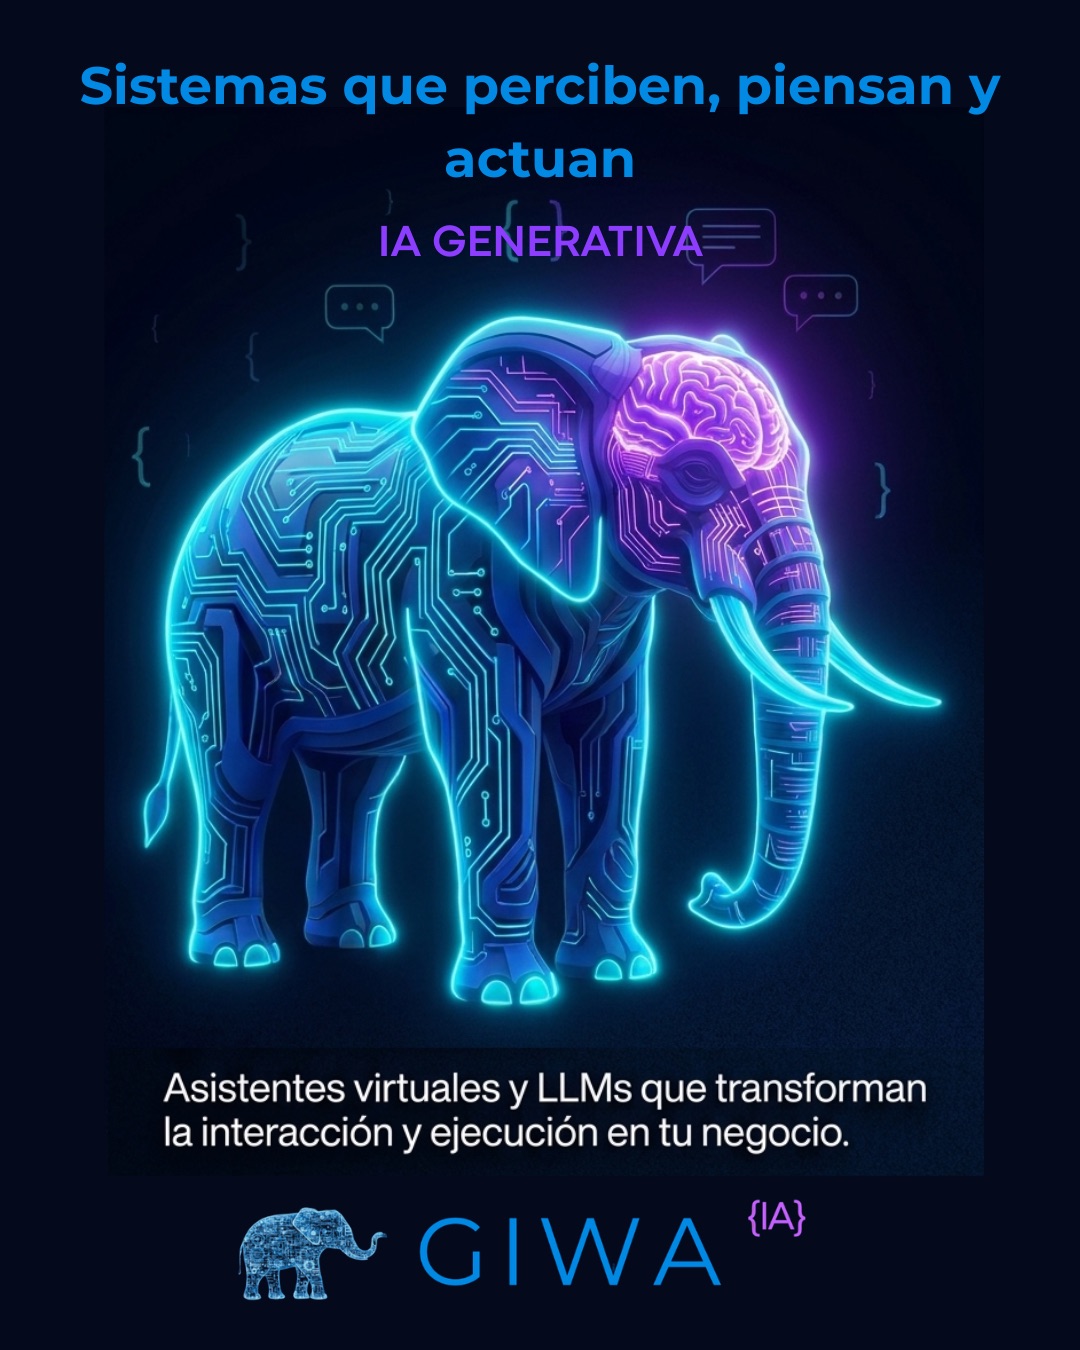 Sistemas que perciben, piensan y
actuan
IA GENERATIVA
Asistentes virtuales y LLMs que transforman
la interacción y ejecución en tu negocio.
GIWA {IA}